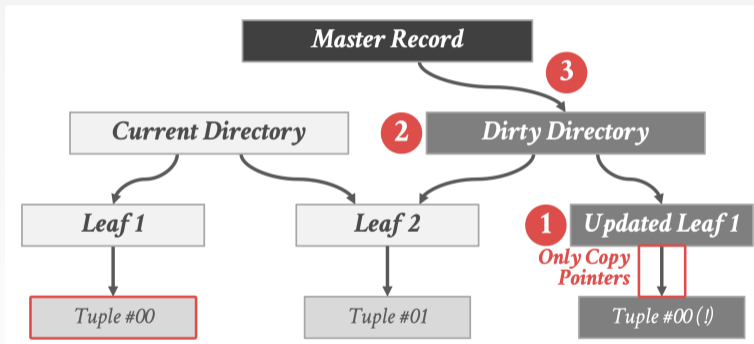 Master Record
3
Current Directory
2
Dirty Directory
Leaf 1
Leaf 2
1
Updated Leaf 1
Only Copy
Pointers
Tuple #00
Tuple #01
Tuple #00 (!)